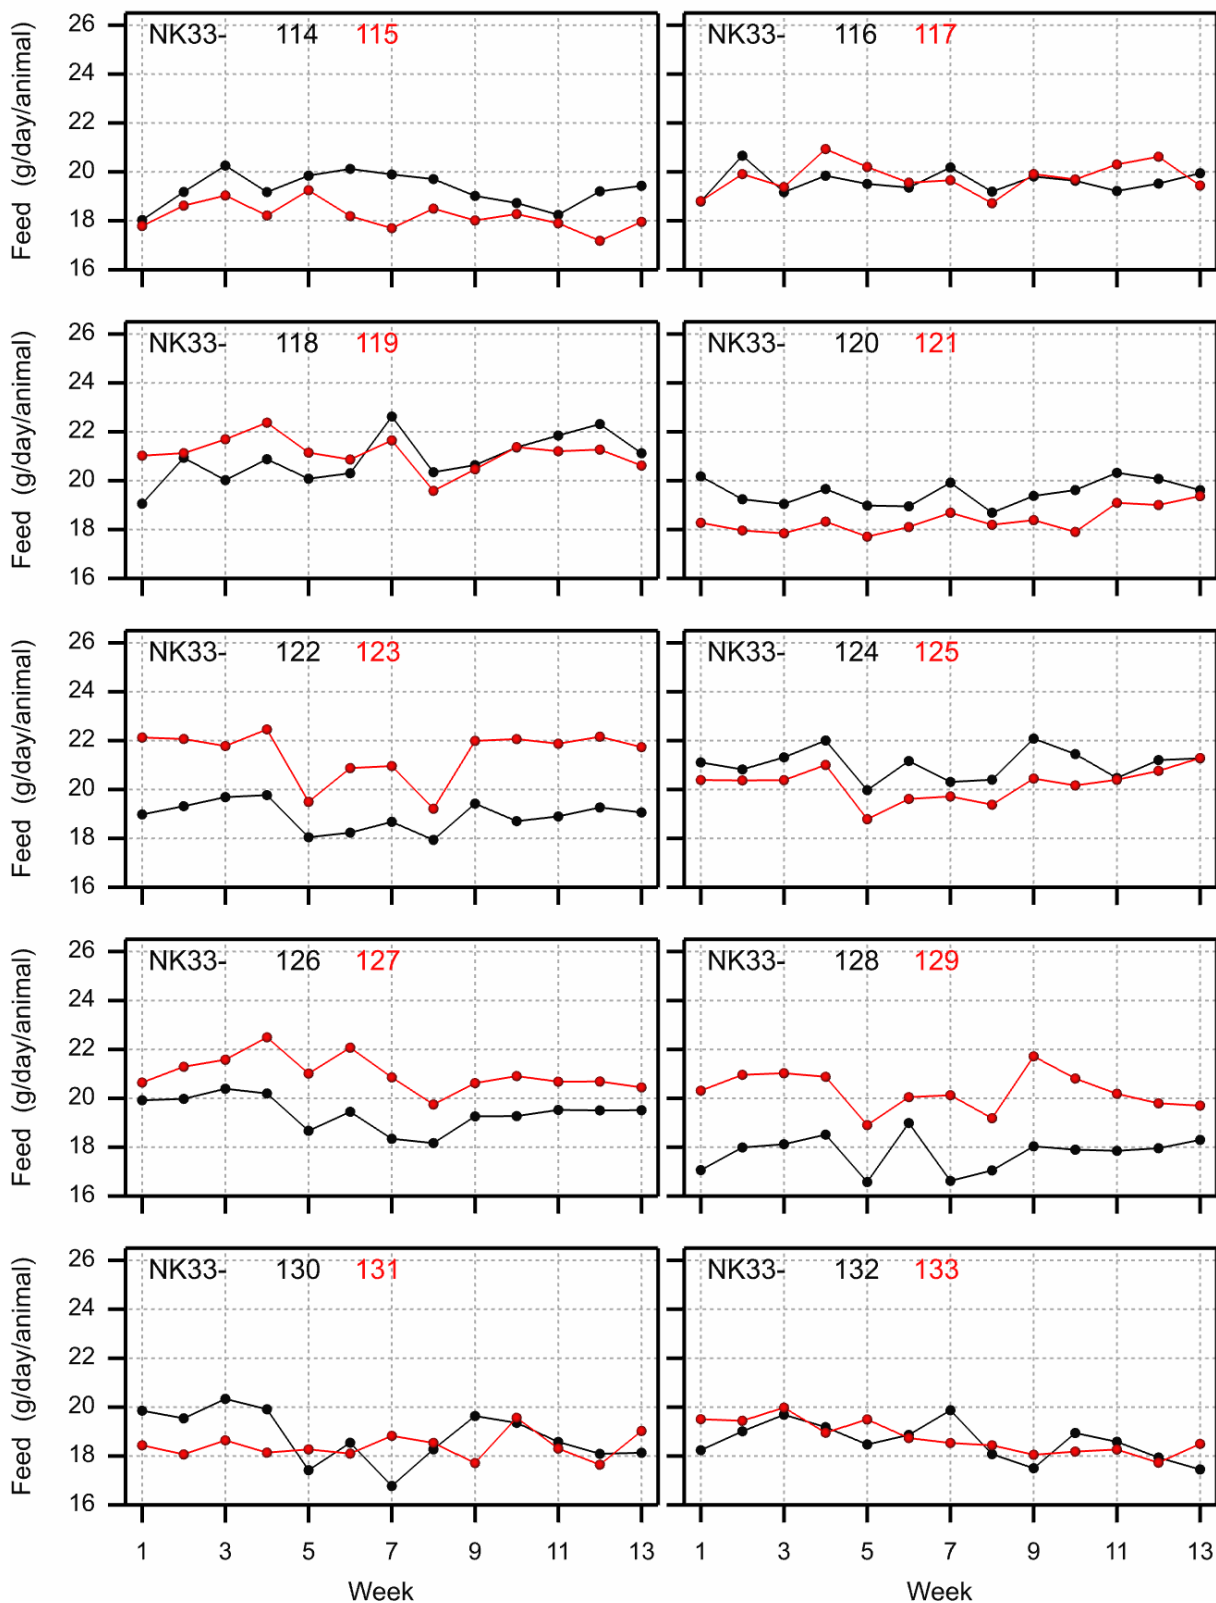 NK33- 114 115
NK33- 116 117
26
24
22
20
18
16
Feed (g/day/animal)
NK33- 118 119
NK33- 120 121
26
24
22
20
18
16
Feed (g/day/animal)
NK33- 122 123
NK33- 124 125
26
24
22
20
18
16
Feed (g/day/animal)
NK33- 126 127
NK33- 128 129
26
24
22
20
18
16
Feed (g/day/animal)
NK33- 130 131
NK33- 132 133
26
24
22
20
18
16
Feed (g/day/animal)
1 3 5 7 9 11 13
1 3 5 7 9 11 13
Week
Week